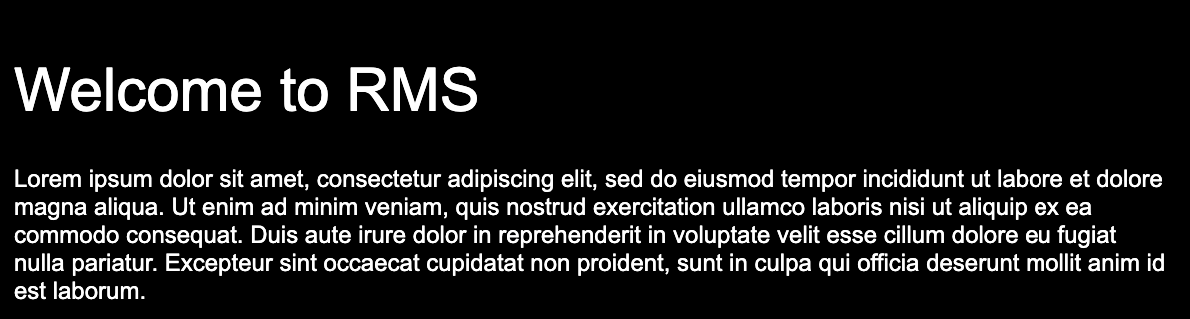 Welcome to RMS
Lorem ipsum dolor sit amet, consectetur adipiscing elit, sed do eiusmod tempor incididunt ut labore et dolore
magna aliqua. Ut enim ad minim veniam, quis nostrud exercitation ullamco laboris nisi ut aliquip ex ea
commodo consequat. Duis aute irure dolor in reprehenderit in voluptate velit esse cillum dolore eu fugiat
nulla pariatur. Excepteur sint occaecat cupidatat non proident, sunt in culpa qui officia deserunt mollit anim id
est laborum.